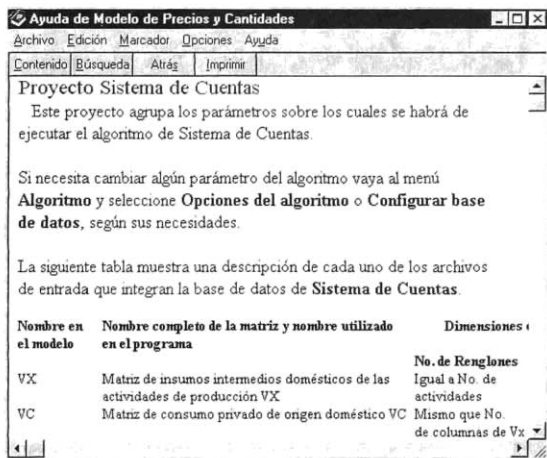 Ayuda de Modelo de Precios y Cantidades
Archivo Edición Marcador Opciones Ayuda
Contenido Búsqueda Atrás Imprimir
Proyecto Sistema de Cuentas
Este proyecto agrupa los parámetros sobre los cuales se habrá de
ejecutar el algoritmo de Sistema de Cuentas.
Si necesita cambiar algún parámetro del algoritmo vaya al menú
Algoritmo y seleccione Opciones del algoritmo o Configurar base
de datos, según sus necesidades.
La siguiente tabla muestra una descripción de cada uno de los archivos
de entrada que integran la base de datos de Sistema de Cuentas.
Nombre en Nombre completo de la matriz y nombre utilizado Dimensiones
el modelo en el programa
No. de Renglones
VX Matriz de insumos intermedios domésticos de las Igual a No. de
actividades de producción VX actividades
VC Matriz de consumo privado de origen doméstico VC Mismo que No.
de columnas de Vx